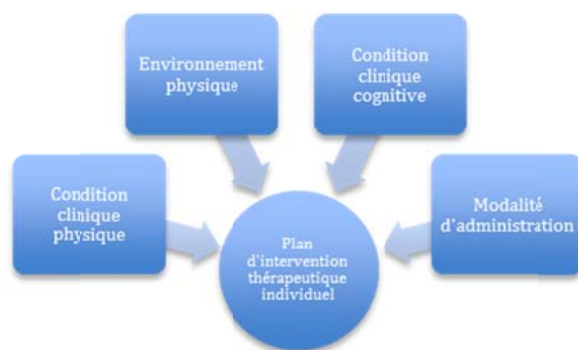 Environnement
physique
Condition
clinique
cognitive
Condition
clinique
physique
Modalité
d'administration
Plan
d'intervention
thérapeutique
individuel